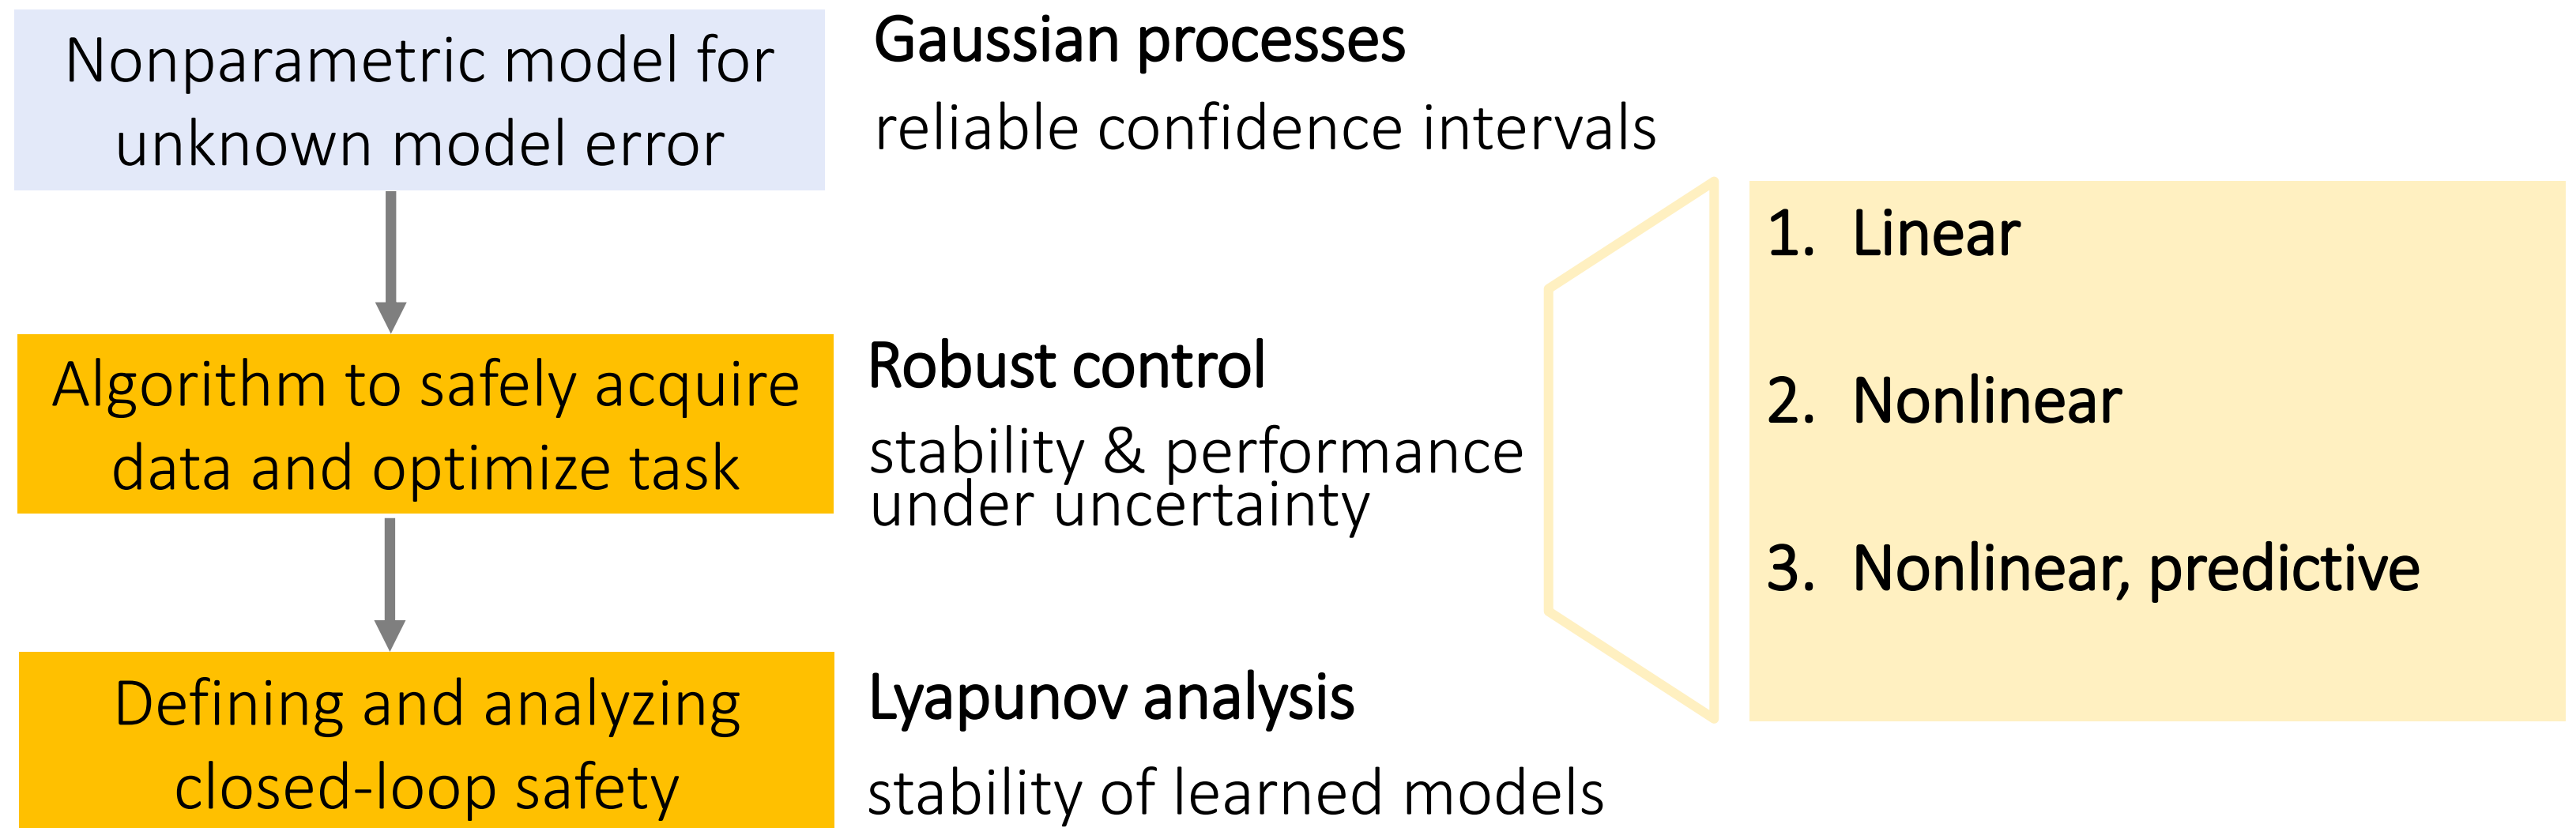 Nonparametric model for
unknown model error
Gaussian processes
reliable confidence intervals
Algorithm to safely acquire
data and optimize task
Robust control
stability & performance
under uncertainty
Defining and analyzing
closed-loop safety
Lyapunov analysis
stability of learned models
1. Linear
2. Nonlinear
3. Nonlinear, predictive